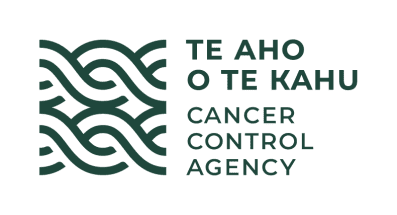 TE AHO
O TE KAHU
CANCER
CONTROL
AGENCY